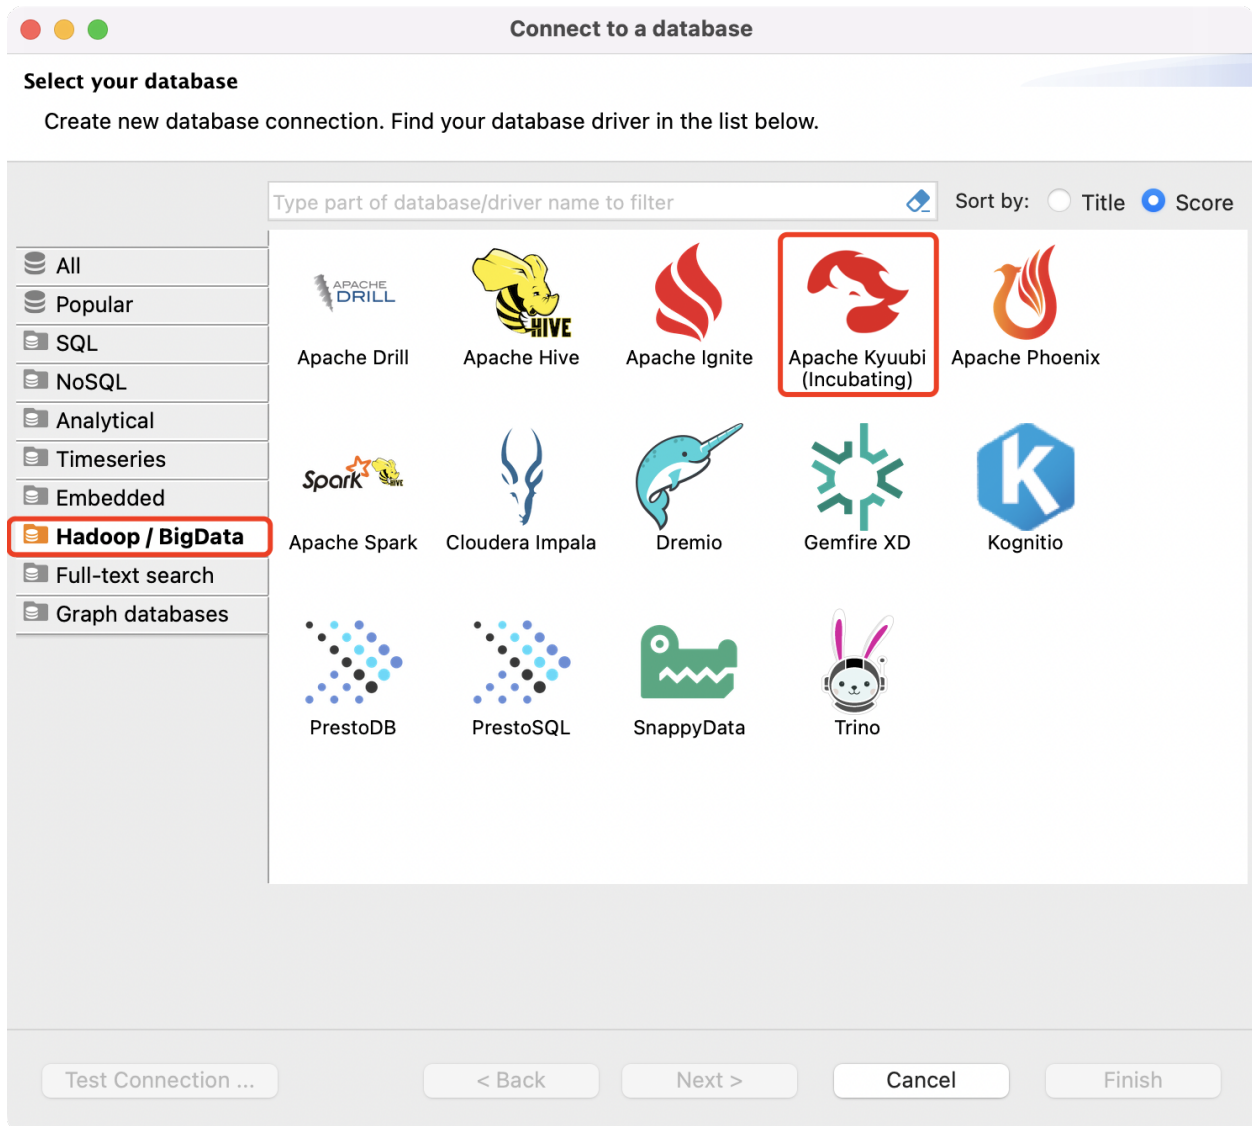 Connect to a database
Select your database
Create new database connection. Find your database driver in the list below.
Type part of database/driver name to filter
Sort by: Title Score
All
Popular
SQL
NoSQL
Analytical
Timeseries
Embedded
Hadoop / BigData
Full-text search
Graph databases
APACHE
DRILL
HIVE
Apache Drill
Apache Hive
Apache Ignite
Apache Kyuubi
(Incubating)
Apache Phoenix
Spark
HIVE
K
Apache Spark
Cloudera Impala
Dremio
Gemfire XD
Kognitio
PrestoDB
PrestoSQL
SnappyData
Trino
Test Connection ...
< Back
Next >
Cancel
Finish